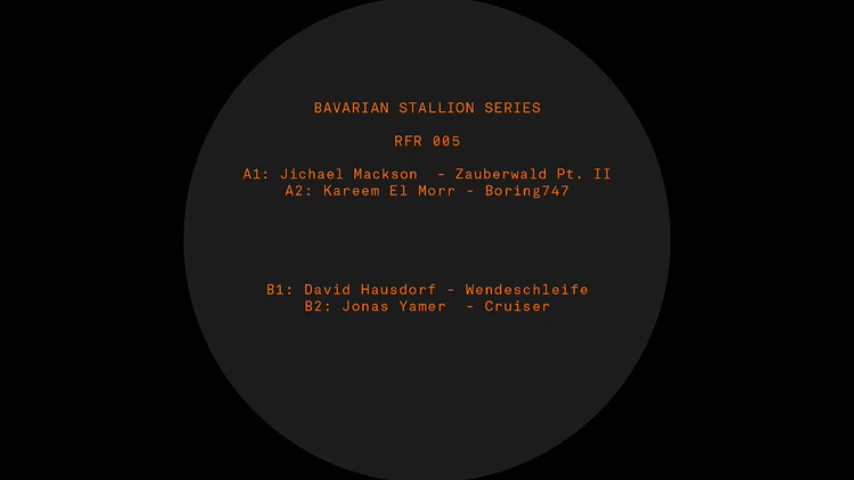 BAVARIAN STALLION SERIES
RFR 005
A1: Jichael Mackson - Zauberwald Pt. II
A2: Kareem El Morr - Boring747
B1: David Hausdorf - Wendeschleife
B2: Jonas Yamer - Cruiser